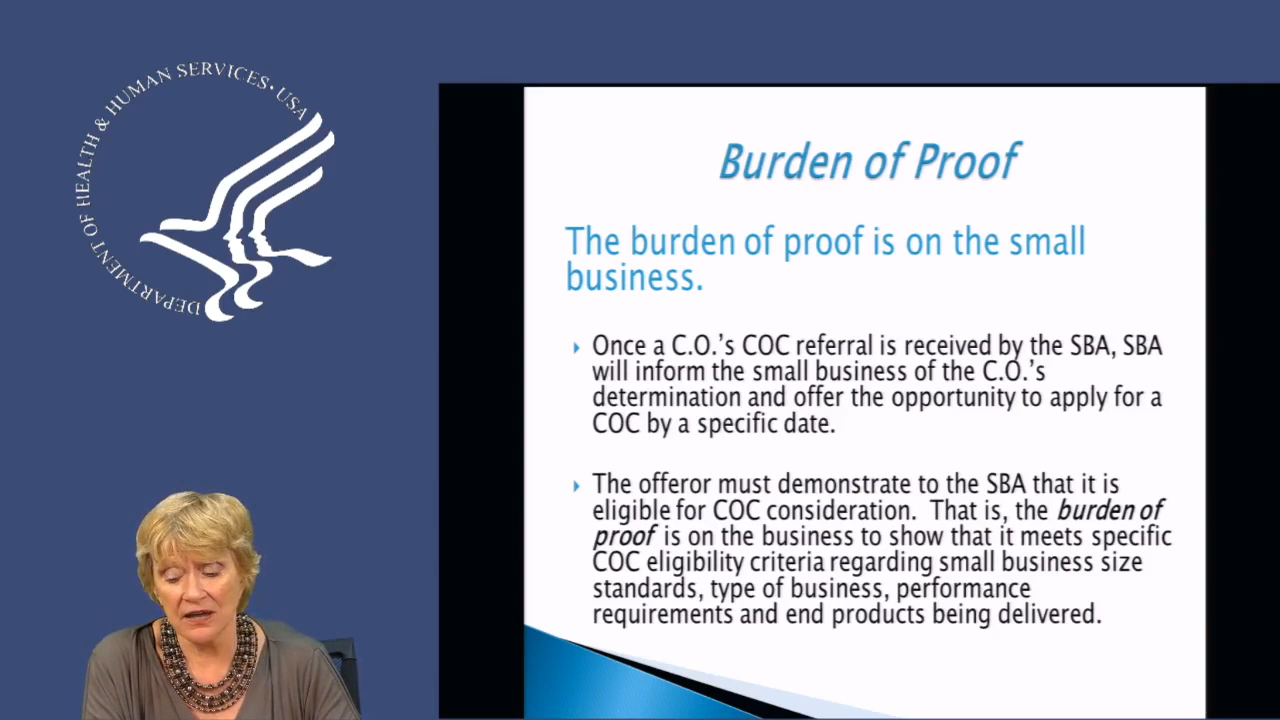 DEPARTMENT OF HEALTH & HUMAN SERVICES • USA
Burden of Proof
The burden of proof is on the small
business.
Once a C.O.'s COC referral is received by the SBA, SBA
will inform the small business of the C.O.'s
determination and offer the opportunity to apply for a
COC by a specific date.
The offeror must demonstrate to the SBA that it is
eligible for COC consideration. That is, the burden of
proof is on the business to show that it meets specific
COC eligibility criteria regarding small business size
standards, type of business, performance
requirements and end products being delivered.